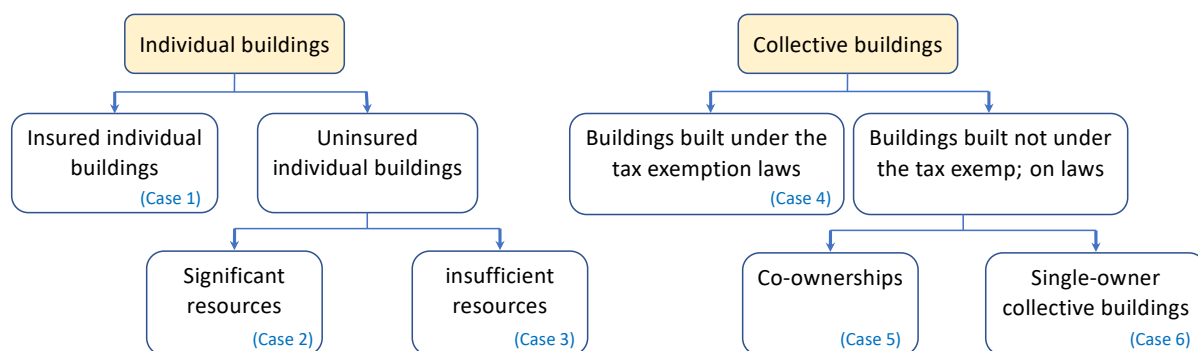 Individual buildings
Collective buildings
Insured individual
buildings
(Case 1)
Uninsured
individual buildings
Buildings built under the
tax exemption laws
(Case 4)
Buildings built not under
the tax exemp; on laws
Significant
resources
(Case 2)
insufficient
resources
(Case 3)
Co-ownerships
(Case 5)
Single-owner
collective buildings
(Case 6)